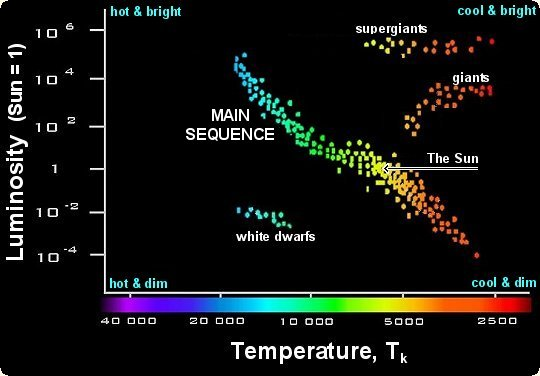 hot & bright
cool & bright
supergiants
giants
MAIN
SEQUENCE
The Sun
white dwarfs
hot & dim
cool & dim
Luminosity (Sun = 1)
10 6
10 4
10 2
1
10 -2
10 -4
40 000 20 000 10 000 5000 2500
Temperature, Tk